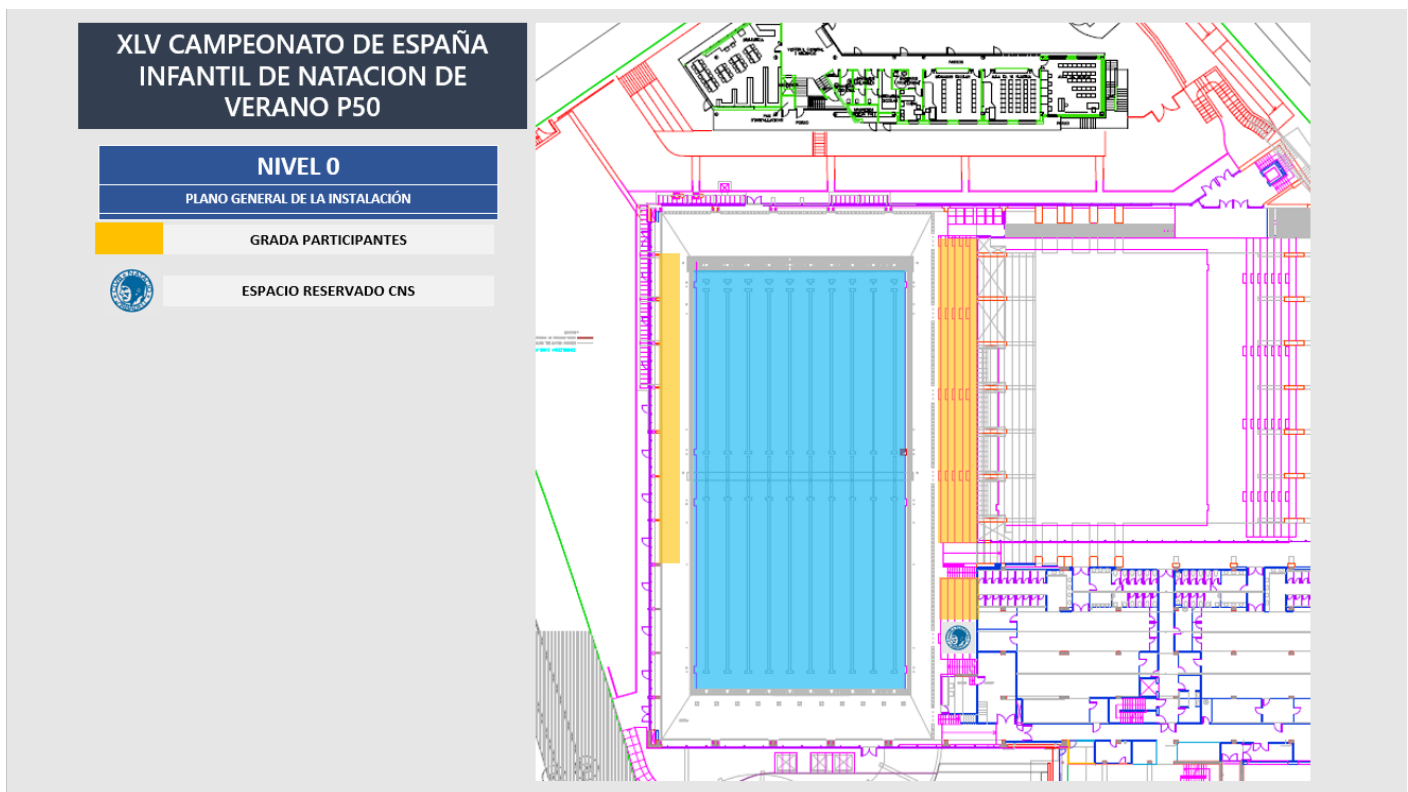 XLV CAMPEONATO DE ESPAÑA
INFANTIL DE NATACION DE
VERANO P50
NIVEL 0
PLANO GENERAL DE LA INSTALACIÓN
GRADA PARTICIPANTES
ESPACIO RESERVADO CNS